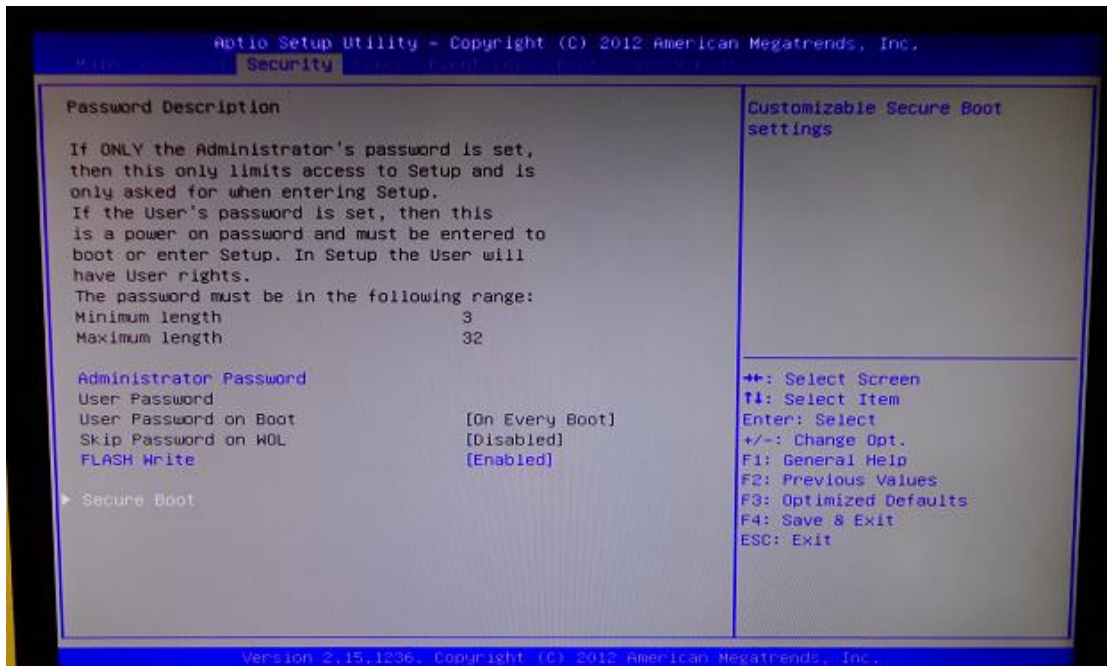 Aptio Setup Utility - Copyright (C) 2012 American Megatrends, Inc.
Main Security Boot
Password Description
If ONLY the Administrator's password is set,
then this only limits access to Setup and is
only asked for when entering Setup.
If the User's password is set, then this
is a power on password and must be entered to
boot or enter Setup. In Setup the User will
have User rights.
The password must be in the following range:
Minimum length 3
Maximum length 32
Administrator Password
User Password
User Password on Boot [On Every Boot]
Skip Password on WOL [Disabled]
FLASH Write [Enabled]
► Secure Boot
Customizable Secure Boot
settings
→←: Select Screen
↑↓: Select Item
Enter: Select
+/-: Change Opt.
F1: General Help
F2: Previous Values
F3: Optimized Defaults
F4: Save & Exit
ESC: Exit
Version 2.15.1236. Copyright (C) 2012 American Megatrends, Inc.